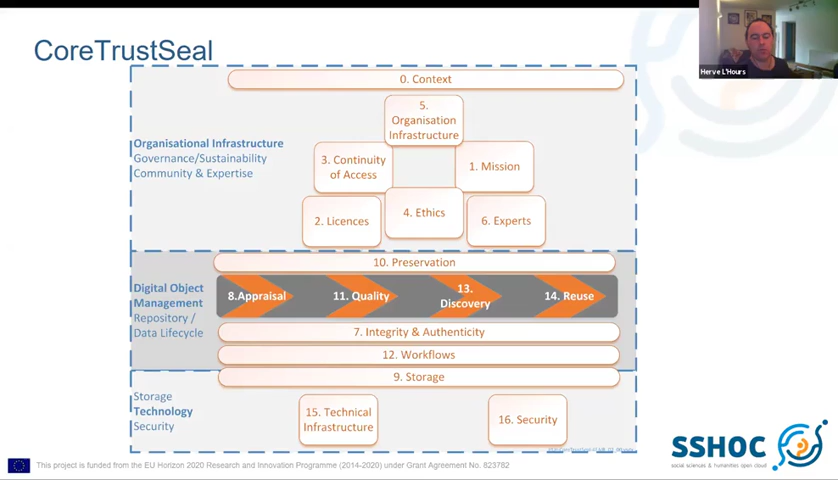 CoreTrustSeal
Herve L'Hours
0. Context
5.
Organisation
Infrastructure
Organisational Infrastructure
Governance/Sustainability
Community & Expertise
3. Continuity
of Access
1. Mission
2. Licences
4. Ethics
6. Experts
10. Preservation
Digital Object
Management
Repository /
Data Lifecycle
8.Appraisal
11. Quality
13.
Discovery
14. Reuse
7. Integrity & Authenticity
12. Workflows
9. Storage
Storage
Technology
Security
15. Technical
Infrastructure
16. Security
SSHOC
social sciences & humanities open cloud
This project is funded from the EU Horizon 2020 Research and Innovation Programme (2014-2020) under Grant Agreement No. 823782